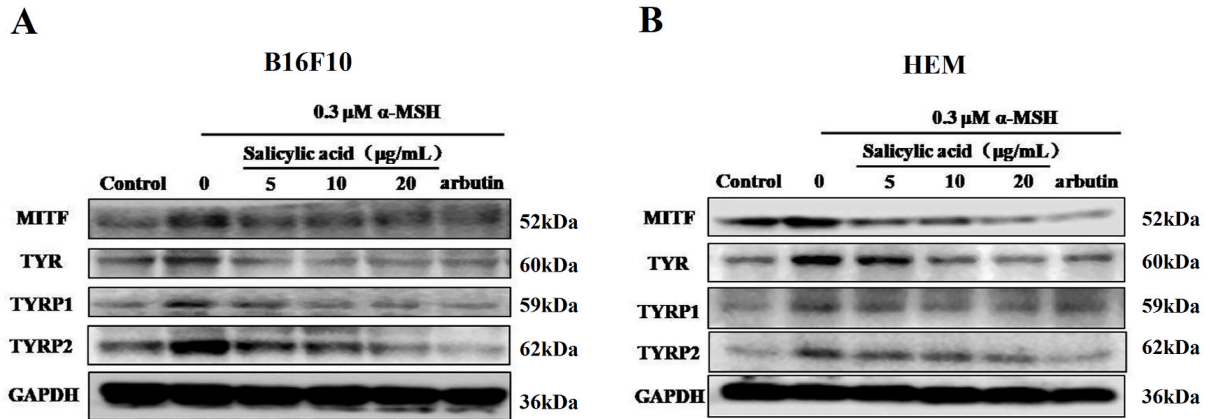 A
B16F10
0.3 μM α-MSH
Salicylic acid（μg/mL）
Control 0 5 10 20 arbutin
MITF 52kDa
TYR 60kDa
TYRP1 59kDa
TYRP2 62kDa
GAPDH 36kDa
B
HEM
0.3 μM α-MSH
Salicylic acid（μg/mL）
Control 0 5 10 20 arbutin
MITF 52kDa
TYR 60kDa
TYRP1 59kDa
TYRP2 62kDa
GAPDH 36kDa